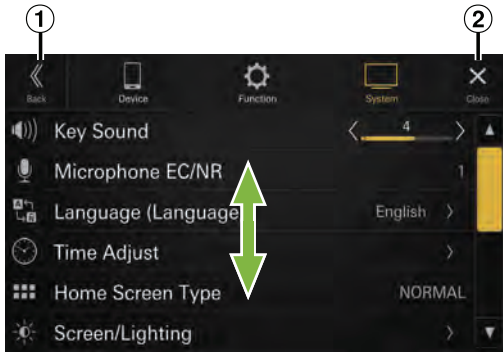 1 2
Back Device Function System Close
Key Sound 4
Microphone EC/NR 1
Language (Language
English
Time Adjust
Home Screen Type NORMAL
Screen/Lighting